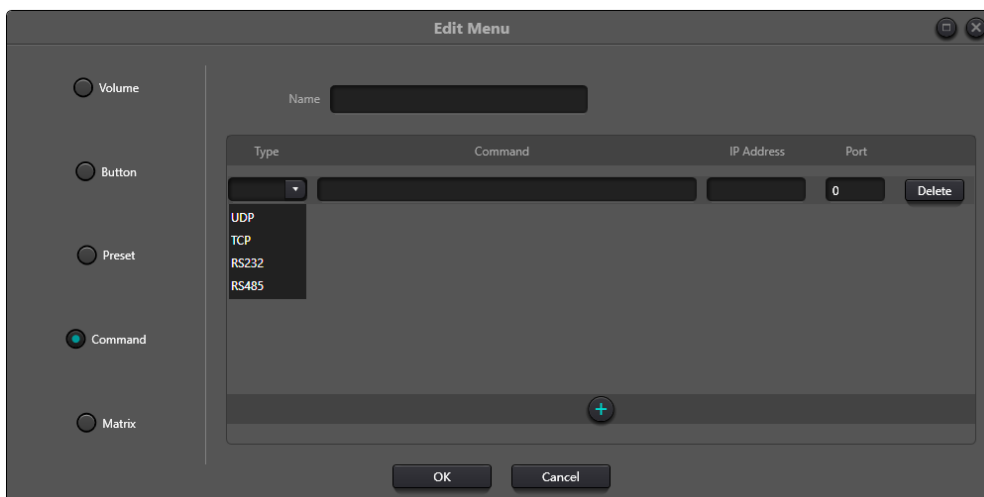 Edit Menu
Volume
Button
Preset
Command
Matrix
Name
Type Command IP Address Port
0 Delete
UDP
TCP
RS232
RS485
+
OK Cancel